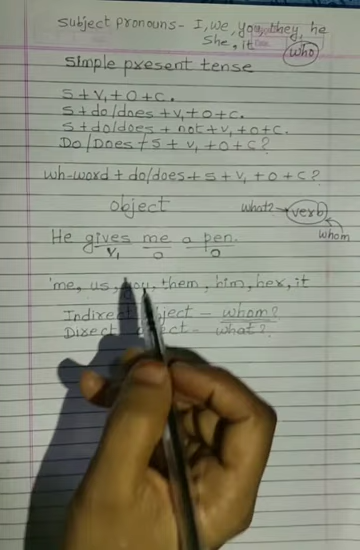 Subject pronouns - I, we, you, they, he
She, it
who
Simple present tense
S + V1 + O + C.
S + do/does + V1 + O + C.
S + do/does + not + V1 + O + C.
Do/Does + S + V1 + O + C?
wh-word + do/does + S + V1 + O + C?
Object
what? verb
whom
He gives me a pen.
V1 O O
me, us, you, them, him, her, it
Indirect object - whom?
Direct object - what?